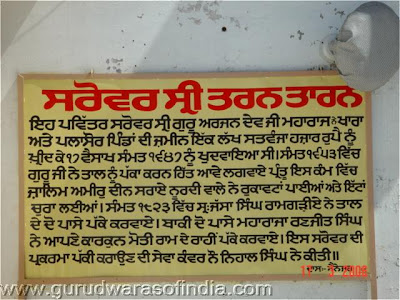 ਸਰੋਵਰ ਸ੍ਰੀ ਤਰਨ ਤਾਰਨ
ਇਹ ਪਵਿੱਤਰ ਸਰੋਵਰ ਸ੍ਰੀ ਗੁਰੂ ਅਰਜਨ ਦੇਵ ਜੀ ਮਹਾਰਾਜ ਨੇ ਖਾਰਾ
ਅਤੇ ਪਲਾਸੋਰ ਪਿੰਡਾਂ ਦੀ ਜ਼ਮੀਨ ਇੱਕ ਲੱਖ ਸਤਵੰਜਾ ਹਜ਼ਾਰ ਰੁਪੈ ਨੂੰ
ਖ਼੍ਰੀਦ ਕੇ ੧੭ ਵੈਸਾਖ ਸੰਮਤ ੧੬੪੭ ਨੂੰ ਖੁਦਵਾਇਆ ਸੀ। ਸੰਮਤ ੧੬੫੩ ਵਿੱਚ
ਗੁਰੂ ਜੀ ਨੇ ਤਾਲ ਨੂੰ ਪੱਕਾ ਕਰਨ ਹਿੱਤ ਆਵੇ ਲਗਵਾਏ ਪ੍ਰੰਤੂ ਇਸ ਕੰਮ ਵਿੱਚ
ਜ਼ਾਲਿਮ ਅਮੀਰੁ ਦੀਨ ਸਰਾਏ ਨੂਰਦੀ ਵਾਲੇ ਨੇ ਰੁਕਾਵਟਾਂ ਪਾਈਆਂ ਅਤੇ ਇੱਟਾਂ
ਚੁਰਾ ਲਈਆਂ। ਸੰਮਤ ੧੮੨੩ ਵਿੱਚ ਸ੍ਰ: ਜੱਸਾ ਸਿੰਘ ਰਾਮਗੜੀਏ ਨੇ ਤਾਲ
ਦੇ ਦੋ ਪਾਸੇ ਪੱਕੇ ਕਰਵਾਏ। ਬਾਕੀ ਦੋ ਪਾਸੇ ਮਹਾਰਾਜਾ ਰਣਜੀਤ ਸਿੰਘ
ਨੇ ਆਪਣੇ ਕਾਰਕੁਨ ਮੋਤੀ ਰਾਮ ਦੇ ਰਾਹੀਂ ਪੱਕੇ ਕਰਵਾਏ। ਇਸ ਸਰੋਵਰ ਦੀ
ਪ੍ਰਕਰਮਾ ਪੱਕੀ ਕਰਾਉਣ ਦੀ ਸੇਵਾ ਕੰਵਰ ਨੌ ਨਿਹਾਲ ਸਿੰਘ ਨੇ ਕੀਤੀ॥
ਦਾਸ:- ਮੈਨੇਜਰ
www.gurudwarasofindia.com